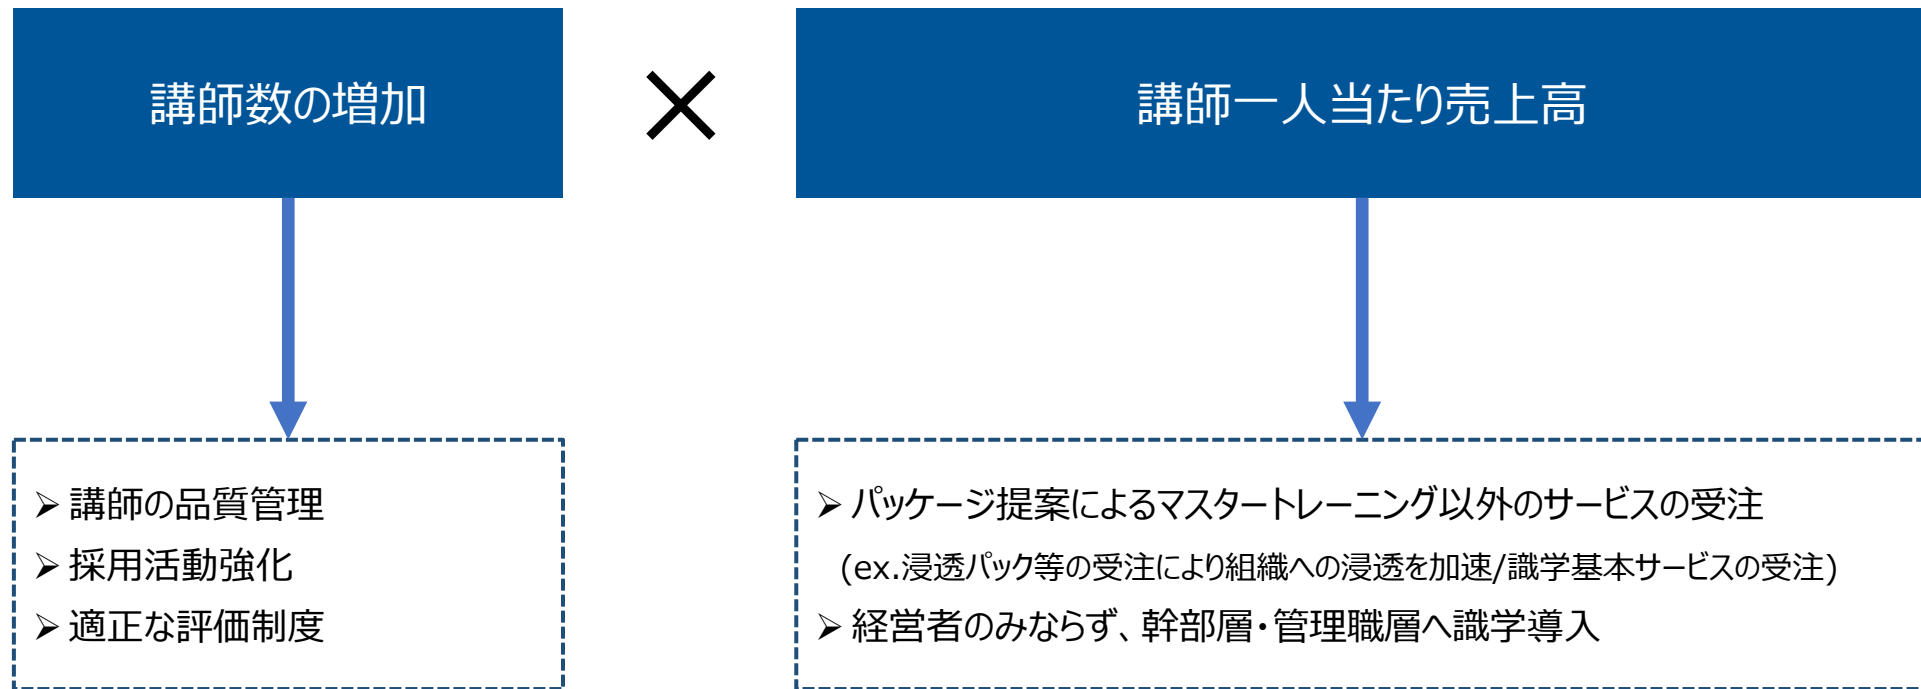 講師数の増加
×
講師一人当たり売上高
➢ 講師の品質管理
➢ 採用活動強化
➢ 適正な評価制度
➢ パッケージ提案によるマスタートレーニング以外のサービスの受注
(ex.浸透パック等の受注により組織への浸透を加速/識学基本サービスの受注)
➢ 経営者のみならず、幹部層・管理職層へ識学導入